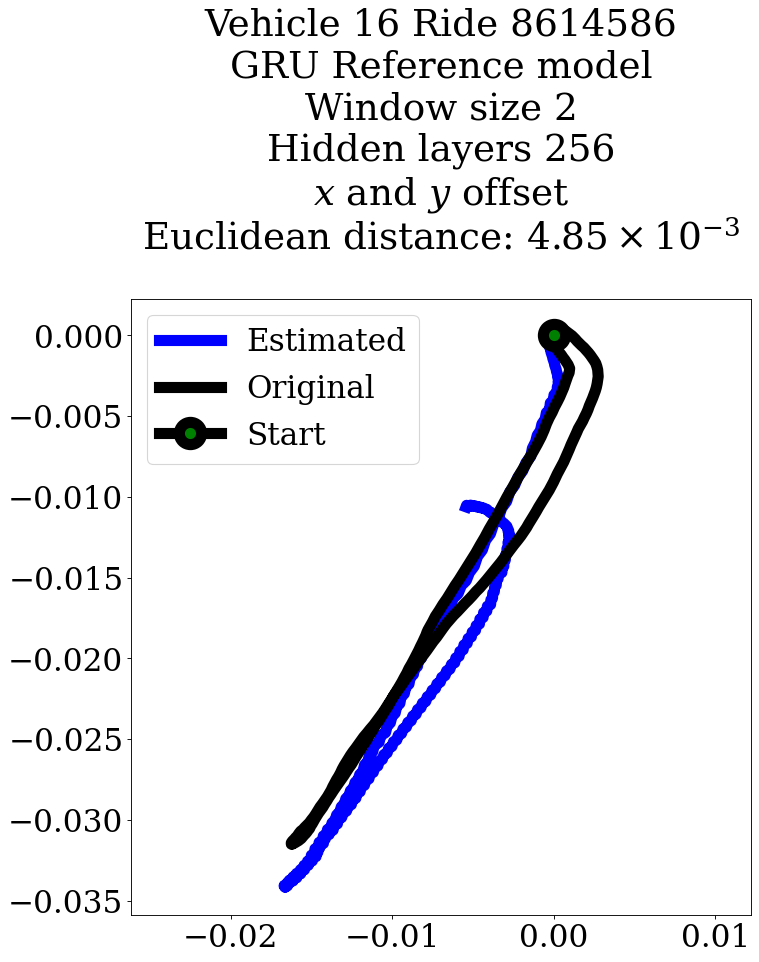 Vehicle 16 Ride 8614586
GRU Reference model
Window size 2
Hidden layers 256
x and y offset
Euclidean distance: 4.85 × 10⁻³
Estimated
Original
Start
0.000
−0.005
−0.010
−0.015
−0.020
−0.025
−0.030
−0.035
−0.02 −0.01 0.00 0.01